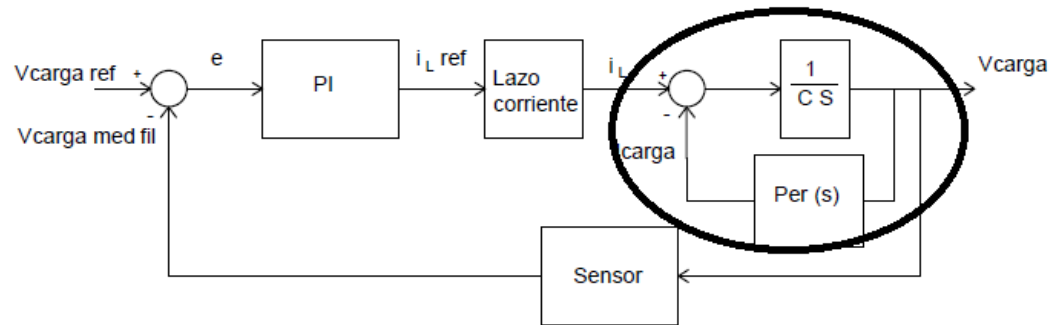 Vcarga ref
+
e
PI
i L ref
Lazo
corriente
i L
+
1
C S
Vcarga
-
Vcarga med fil
-
carga
Per (s)
Sensor